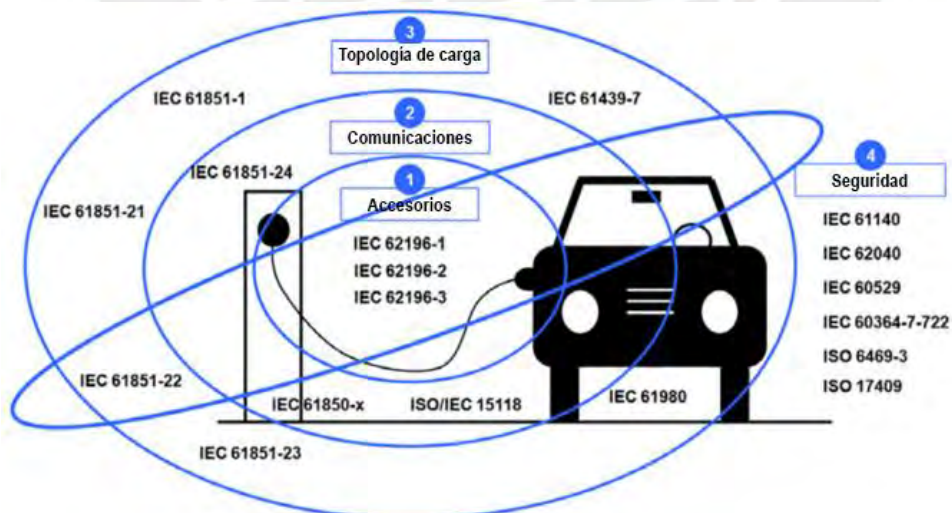 3
Topología de carga
IEC 61851-1
IEC 61439-7
2
Comunicaciones
IEC 61851-24
1
Accesorios
4
Seguridad
IEC 61851-21
IEC 62196-1
IEC 62196-2
IEC 62196-3
IEC 61140
IEC 62040
IEC 60529
IEC 60364-7-722
ISO 6469-3
ISO 17409
IEC 61851-22
IEC 61850-x
ISO/IEC 15118
IEC 61980
IEC 61851-23